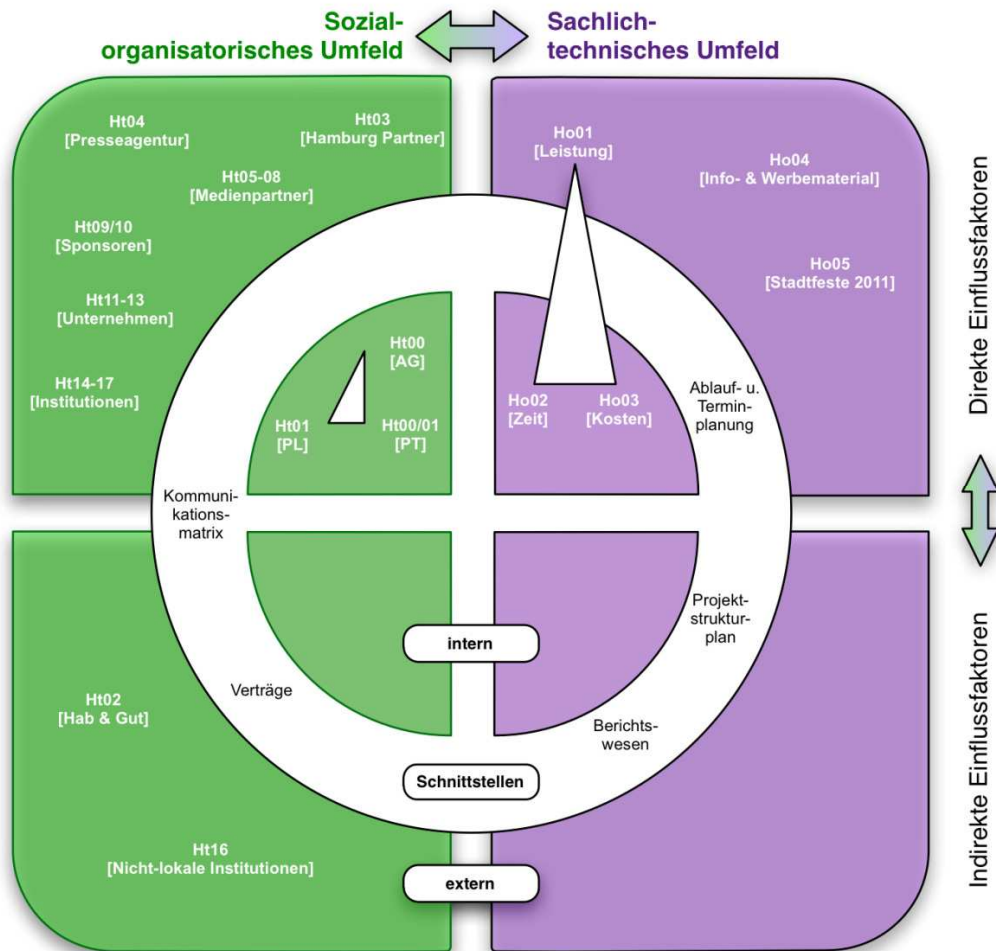 Sozial-
organisatorisches Umfeld
Sachlich-
technisches Umfeld
Ht04
[Presseagentur]
Ht03
[Hamburg Partner]
Ht05-08
[Medienpartner]
Ht09/10
[Sponsoren]
Ht11-13
[Unternehmen]
Ht14-17
[Institutionen]
Ho01
[Leistung]
Ho04
[Info- & Werbematerial]
Ho05
[Stadtfeste 2011]
Ht00
[AG]
Ht01
[PL]
Ht00/01
[PT]
Ho02
[Zeit]
Ho03
[Kosten]
Ablauf- u.
Termin-
planung
Kommuni-
kations-
matrix
Projekt-
struktur-
plan
intern
Verträge
Berichts-
wesen
Schnittstellen
Ht02
[Hab & Gut]
Ht16
[Nicht-lokale Institutionen]
extern
Direkte Einflussfaktoren
Indirekte Einflussfaktoren